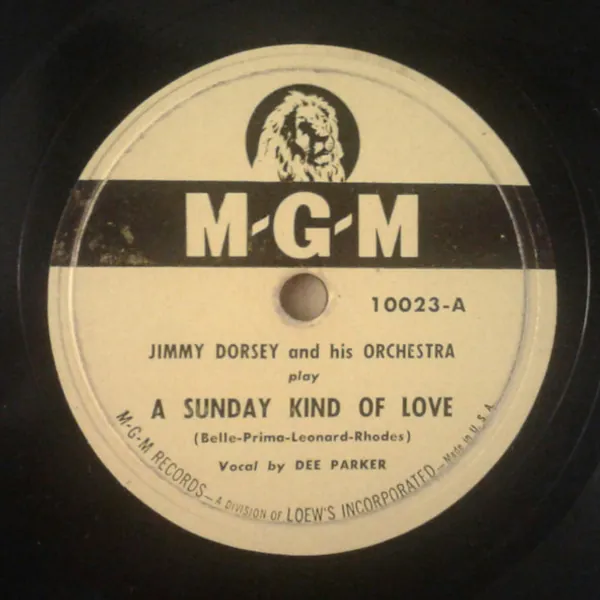 M-G-M
10023-A
JIMMY DORSEY and his ORCHESTRA
play
A SUNDAY KIND OF LOVE
(Belle-Prima-Leonard-Rhodes)
Vocal by DEE PARKER
M-G-M RECORDS—A DIVISION OF LOEW'S INCORPORATED—Made in U.S.A.